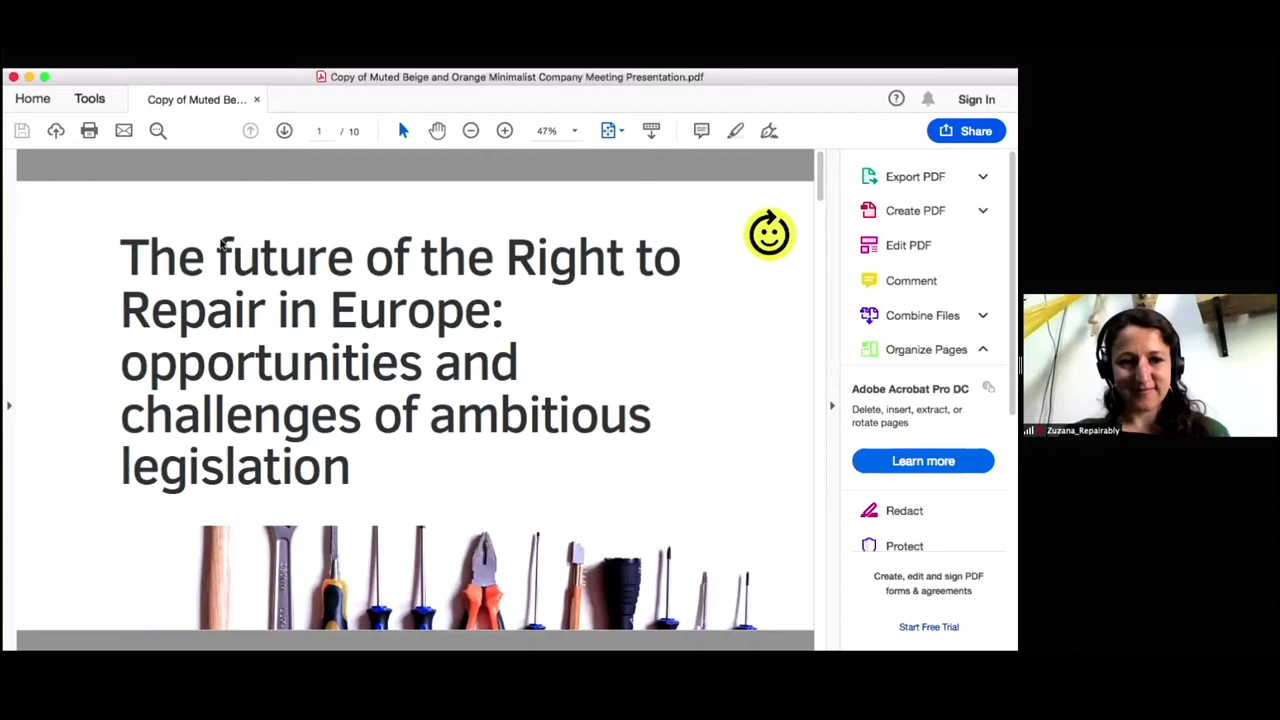 Copy of Muted Beige and Orange Minimalist Company Meeting Presentation.pdf
Home
Tools
Copy of Muted Be...
Sign In
1
/ 10
47%
Share
The future of the Right to
Repair in Europe:
opportunities and
challenges of ambitious
legislation
Export PDF
Create PDF
Edit PDF
Comment
Combine Files
Organize Pages
Adobe Acrobat Pro DC
Delete, insert, extract, or
rotate pages
Learn more
Redact
Protect
Create, edit and sign PDF
forms & agreements
Start Free Trial
Zuzana_Repairably